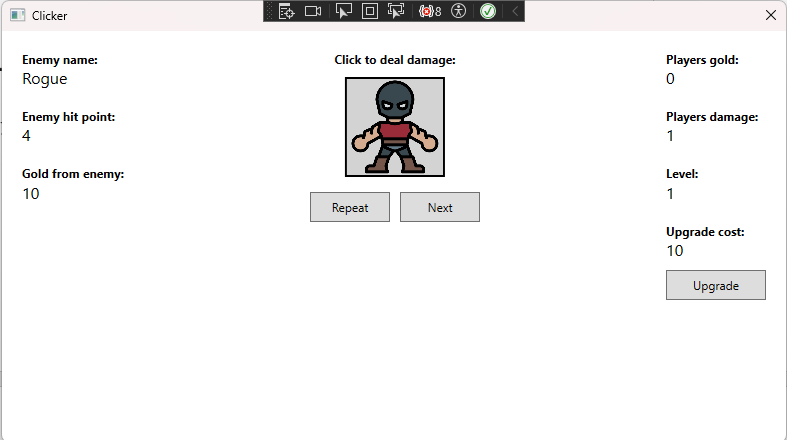 Clicker
8
Enemy name:
Rogue
Enemy hit point:
4
Gold from enemy:
10
Click to deal damage:
Repeat
Next
Players gold:
0
Players damage:
1
Level:
1
Upgrade cost:
10
Upgrade